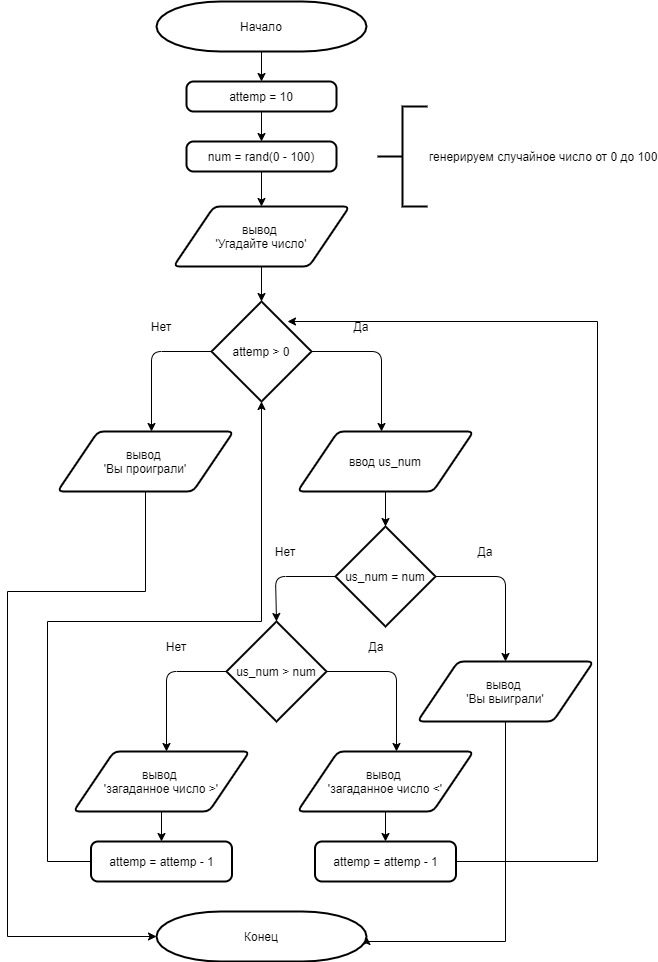 Начало
attemp = 10
num = rand(0 - 100)
генерируем случайное число от 0 до 100
вывод
'Угадайте число'
Нет
Да
attemp > 0
вывод
'Вы проиграли'
ввод us_num
Нет
Да
us_num = num
Нет
Да
us_num > num
вывод
'Вы выиграли'
вывод
'загаданное число >'
вывод
'загаданное число <'
attemp = attemp - 1
attemp = attemp - 1
Конец